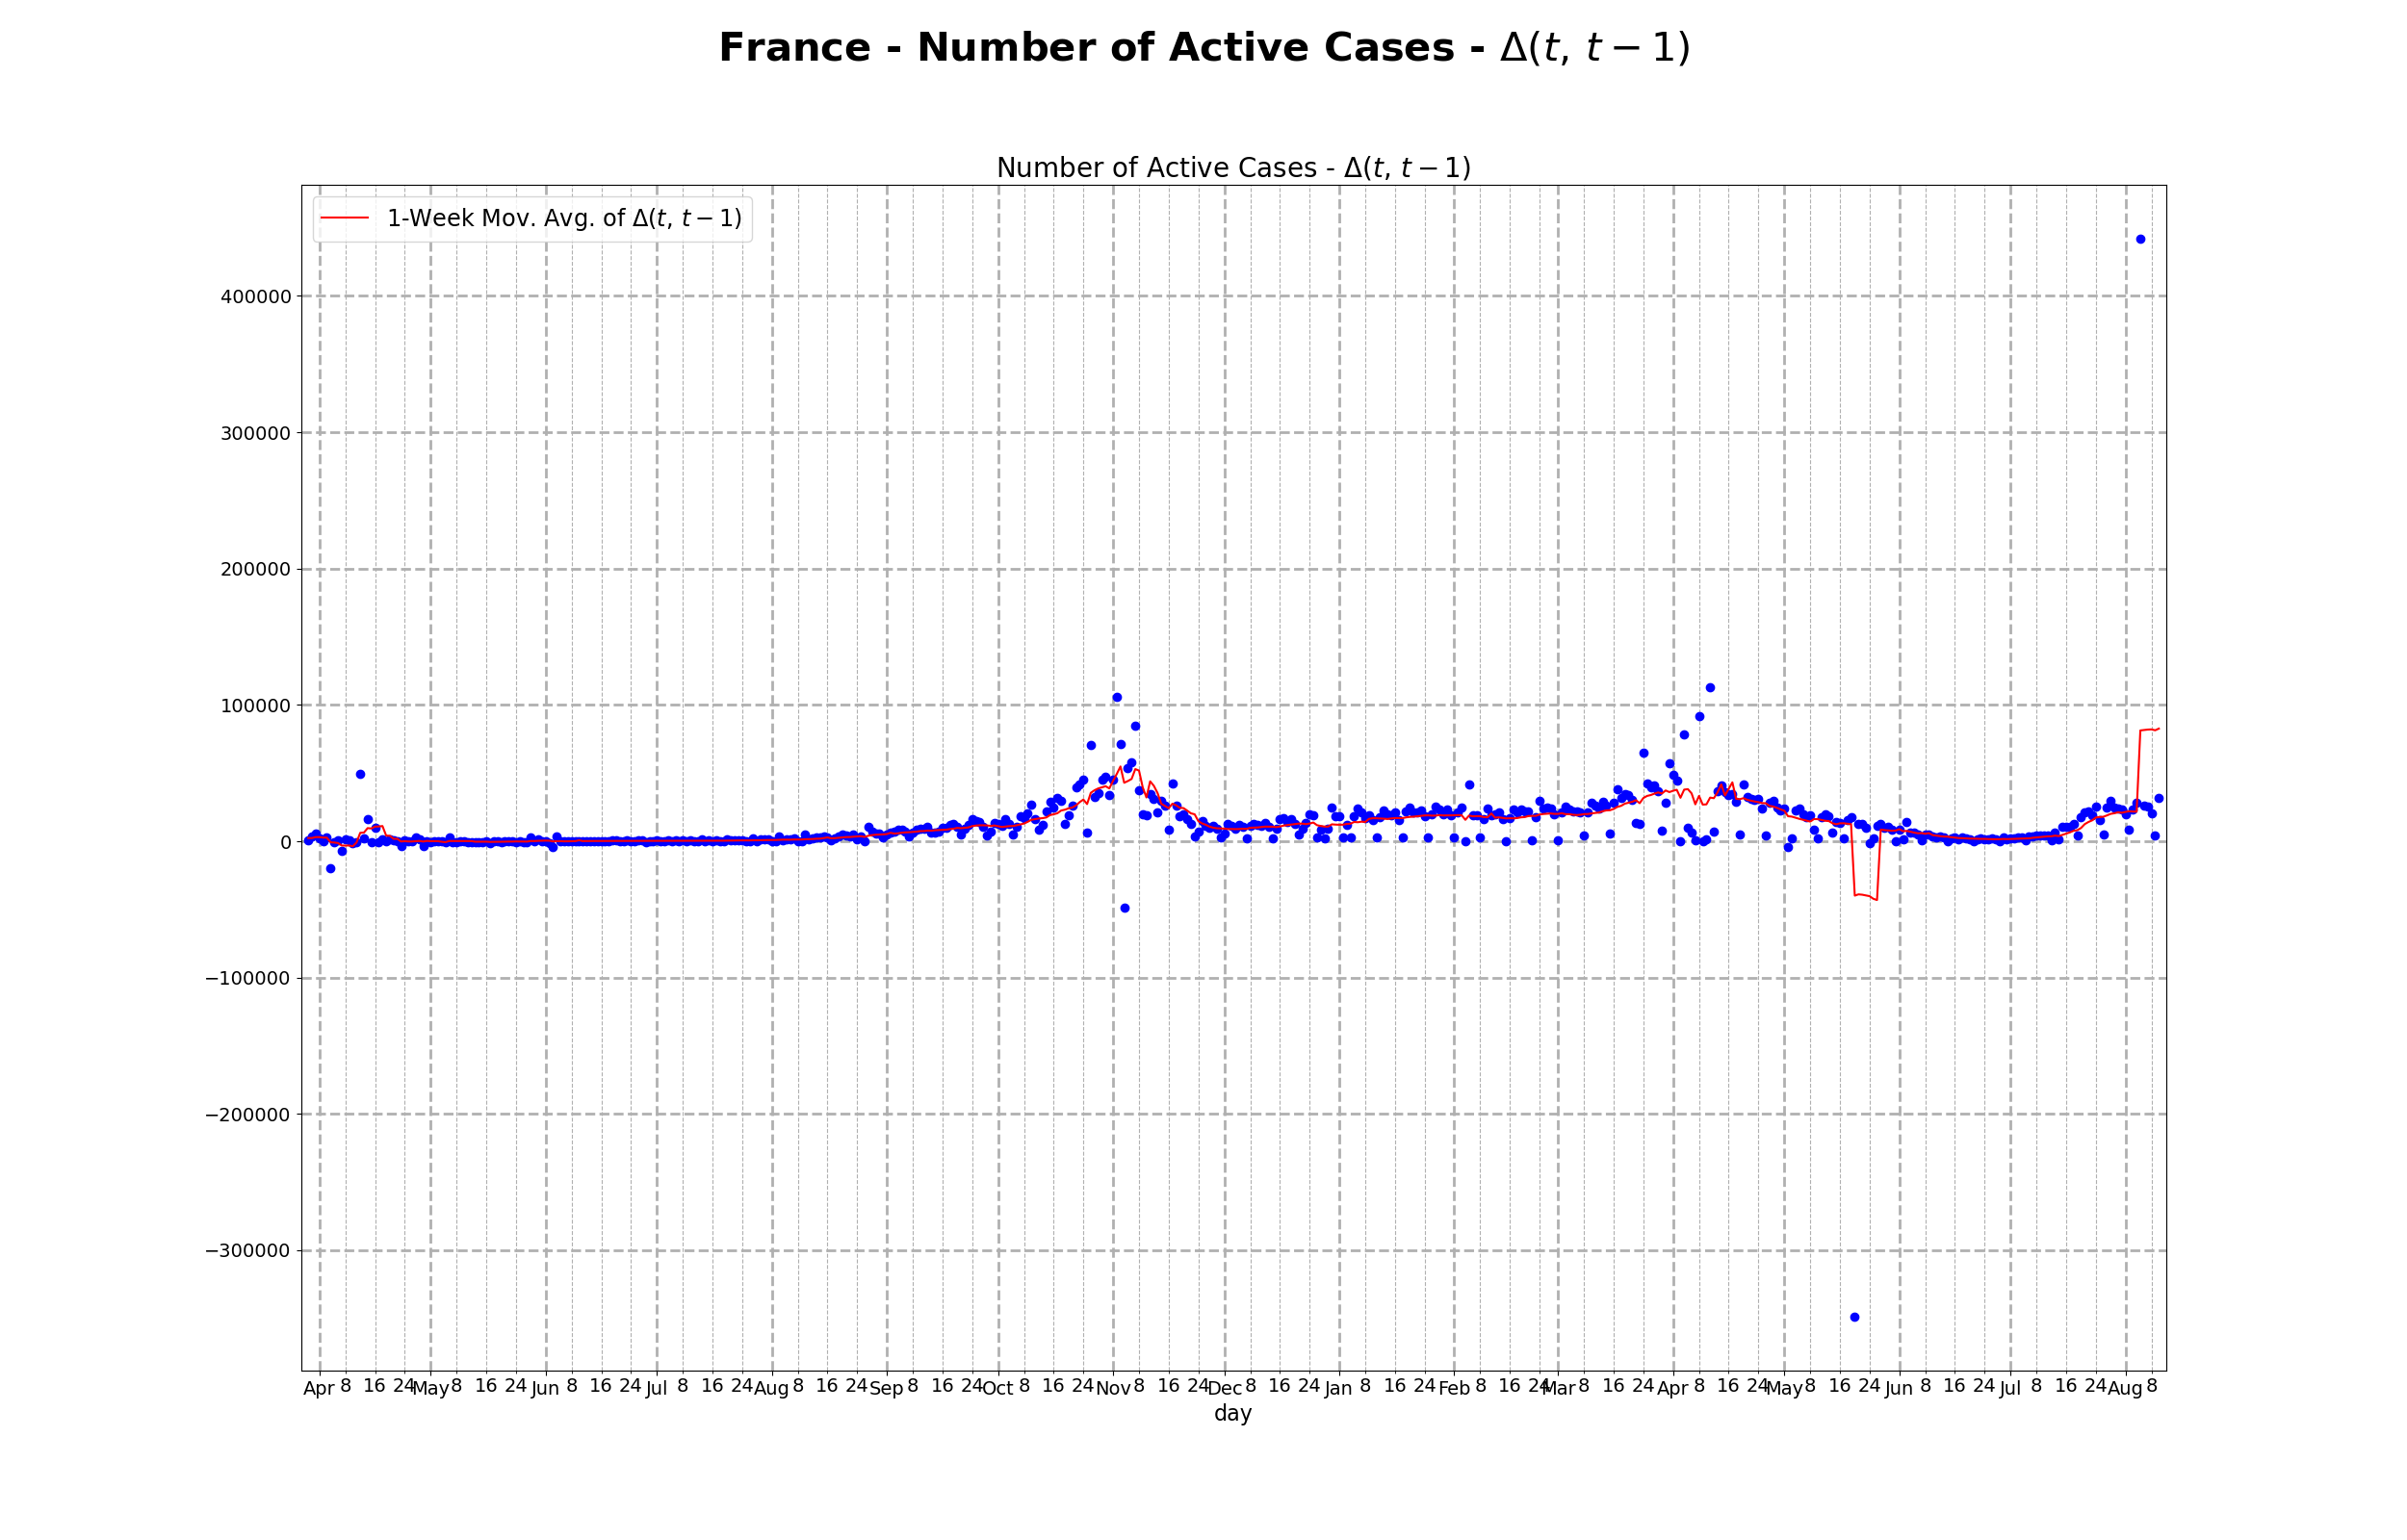 France - Number of Active Cases - Δ(t, t − 1)
Number of Active Cases - Δ(t, t − 1)
1-Week Mov. Avg. of Δ(t, t − 1)
400000
300000
200000
100000
0
−100000
−200000
−300000
Apr 8 16 24 May 8 16 24 Jun 8 16 24 Jul 8 16 24 Aug 8 16 24 Sep 8 16 24 Oct 8 16 24 Nov 8 16 24 Dec 8 16 24 Jan 8 16 24 Feb 8 16 24 Mar 8 16 24 Apr 8 16 24 May 8 16 24 Jun 8 16 24 Jul 8 16 24 Aug 8
day